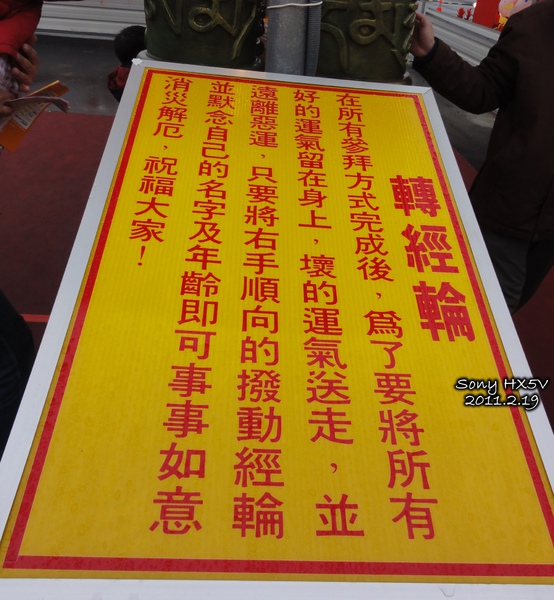 轉經輪
在所有參拜方式完成後，為了要將所有
好的運氣留在身上，壞的運氣送走，並
遠離惡運，只要將右手順向的撥動經輪
並默念自己的名字及年齡即可事事如意
消災解厄，祝福大家！
Sony HX5V
2011.2.19